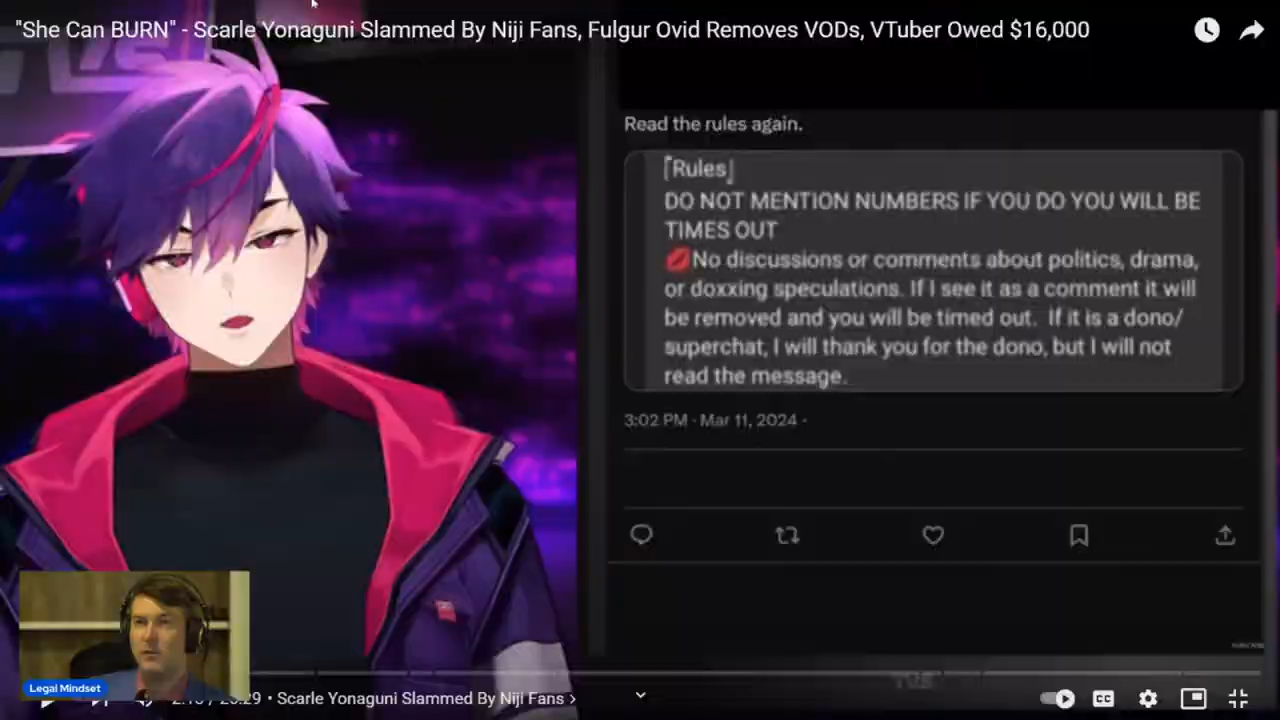 "She Can BURN" - Scarle Yonaguni Slammed By Niji Fans, Fulgur Ovid Removes VODs, VTuber Owed $16,000
Read the rules again.
「Rules」
DO NOT MENTION NUMBERS IF YOU DO YOU WILL BE
TIMES OUT
💋No discussions or comments about politics, drama,
or doxxing speculations. If I see it as a comment it will
be removed and you will be timed out. If it is a dono/
superchat, I will thank you for the dono, but I will not
read the message.
3:02 PM · Mar 11, 2024 ·
Legal Mindset
Scarle Yonaguni Slammed By Niji Fans >
CC